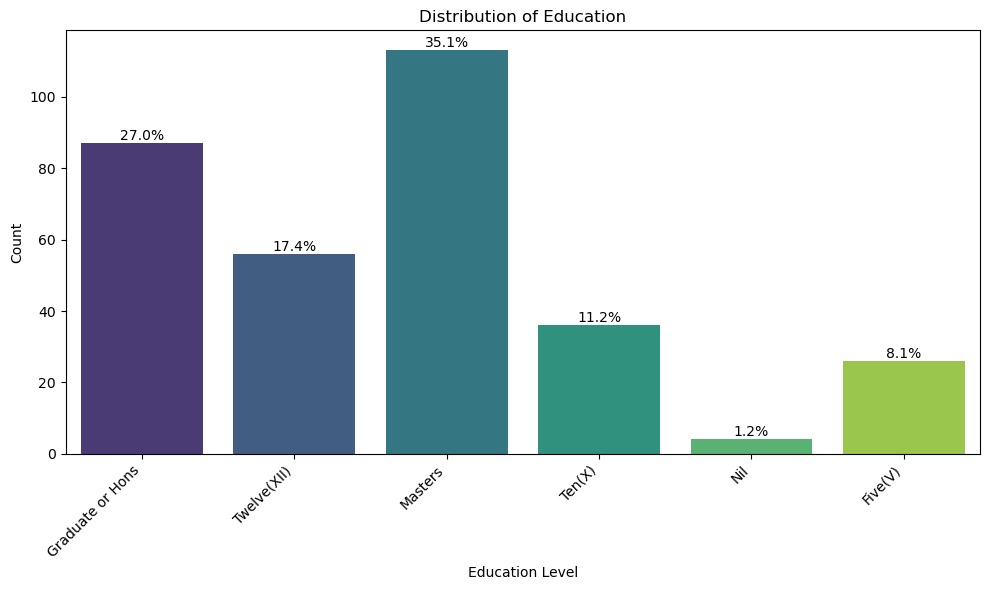 Distribution of Education
35.1%
27.0%
17.4%
11.2%
8.1%
1.2%
100
80
60
40
20
0
Count
Graduate or Hons
Twelve(XII)
Masters
Ten(X)
Nil
Five(V)
Education Level